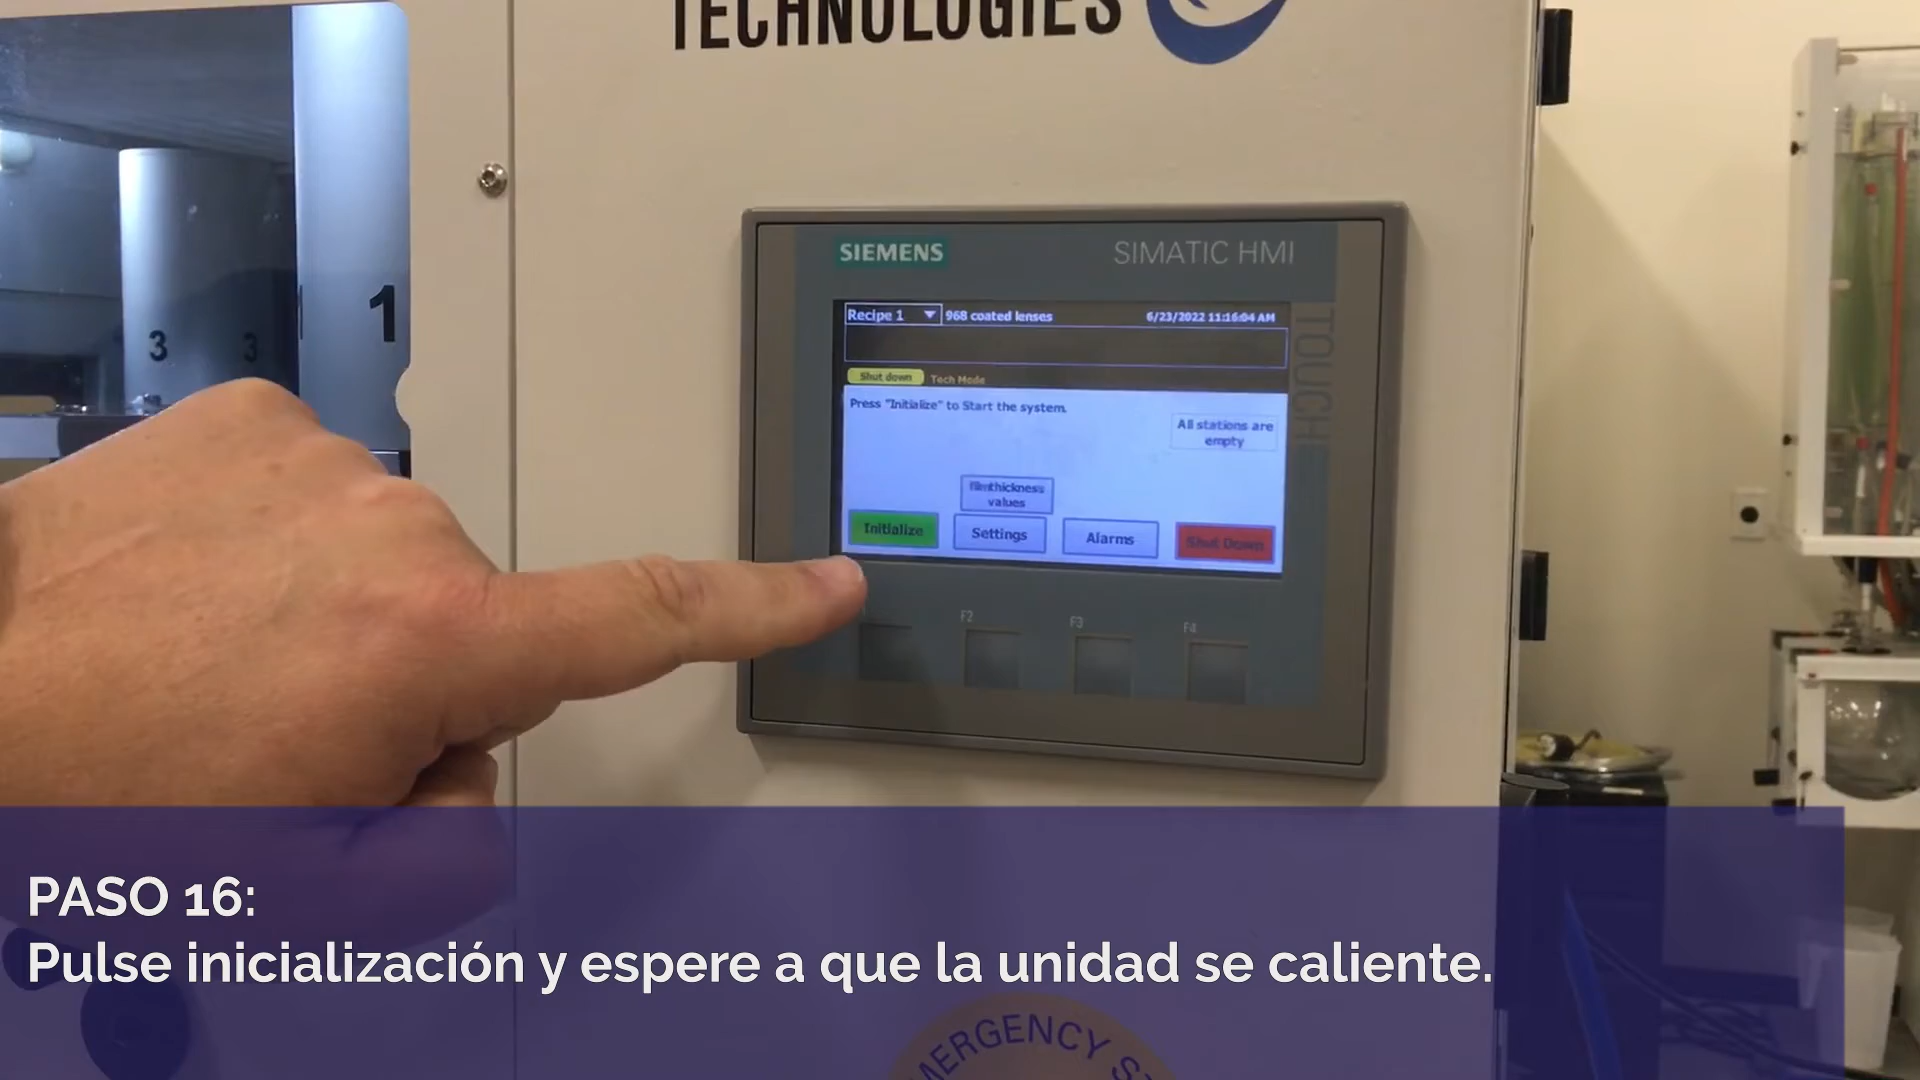 TECHNOLOGIES
3
3
1
SIEMENS
SIMATIC HMI
TOUCH
Recipe 1
968 coated lenses
6/23/2022 11:16:04 AM
Shut down
Tech Mode
Press "Initialize" to Start the system.
All stations are
empty
values
Initialize
Settings
Alarms
Shut Down
F2
F3
F4
PASO 16:
Pulse inicialización y espere a que la unidad se caliente.
MERGENCY